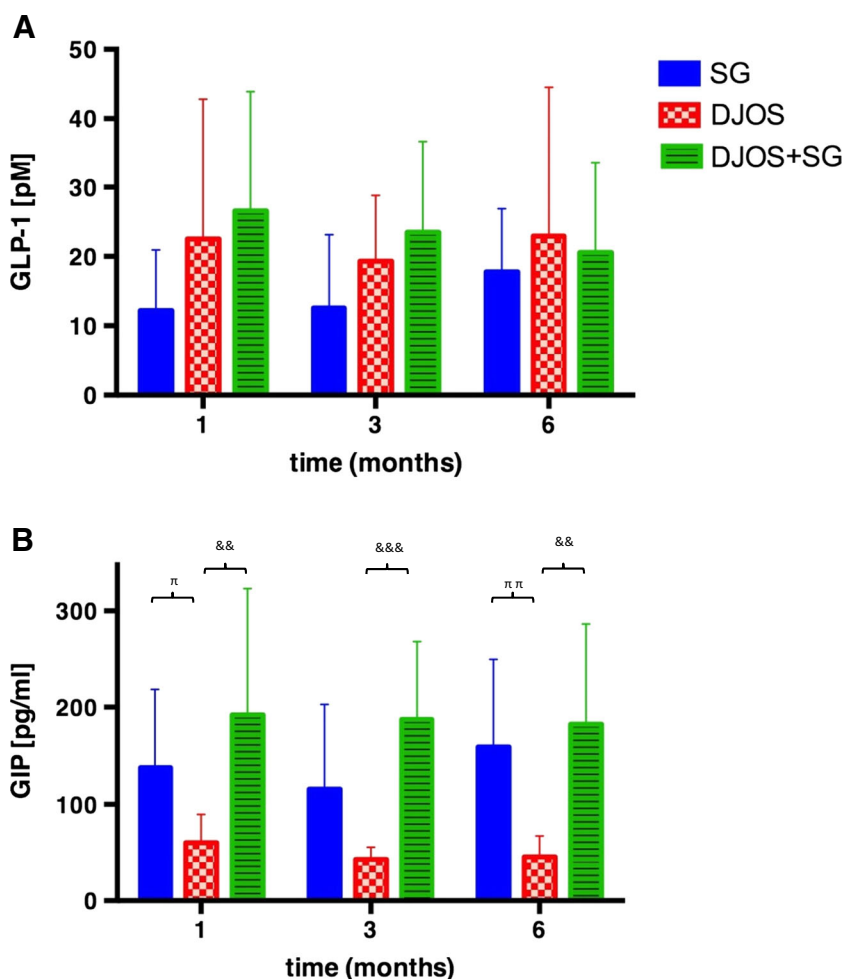 A
50
40
30
20
10
0
GLP-1 [pM]
1 3 6
time (months)
SG
DJOS
DJOS+SG
B
&& &&& &&
π π π
300
200
100
0
GIP [pg/ml]
1 3 6
time (months)